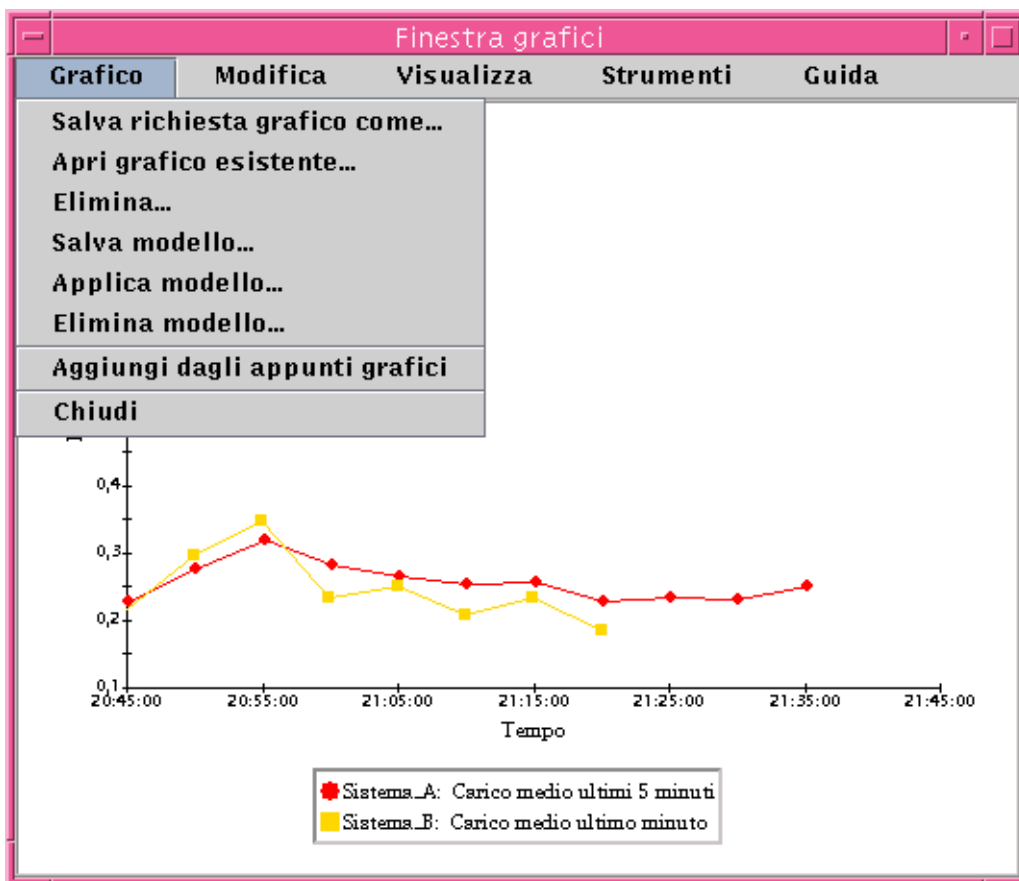 Finestra grafici
Grafico Modifica Visualizza Strumenti Guida
Salva richiesta grafico come...
Apri grafico esistente...
Elimina...
Salva modello...
Applica modello...
Elimina modello...
Aggiungi dagli appunti grafici
Chiudi
0,4
0,3
0,2
0,1
20:45:00 20:55:00 21:05:00 21:15:00 21:25:00 21:35:00 21:45:00
Tempo
Sistema_A: Carico medio ultimi 5 minuti
Sistema_B: Carico medio ultimo minuto